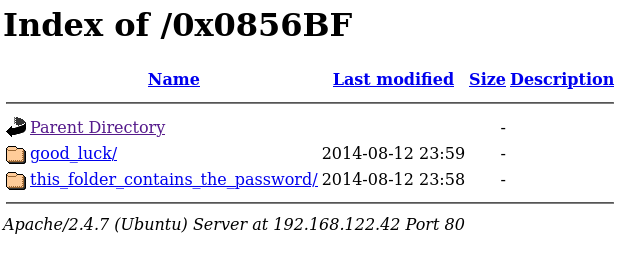 Index of /0x0856BF
Name Last modified Size Description
Parent Directory -
good_luck/ 2014-08-12 23:59 -
this_folder_contains_the_password/ 2014-08-12 23:58 -
Apache/2.4.7 (Ubuntu) Server at 192.168.122.42 Port 80